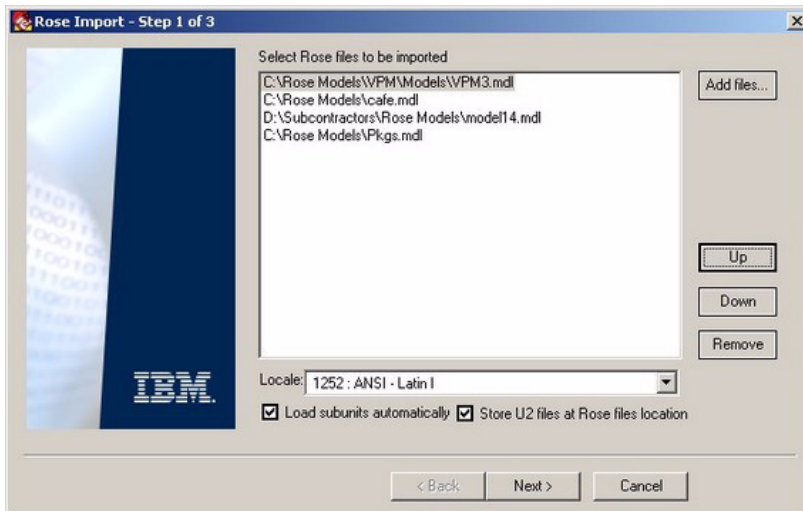 Rose Import - Step 1 of 3
Select Rose files to be imported
C:\Rose Models\VPM\Models\VPM3.mdl
C:\Rose Models\cafe.mdl
D:\Subcontractors\Rose Models\model14.mdl
C:\Rose Models\Pkgs.mdl
Add files...
Up
Down
Remove
IBM.
Locale: 1252 : ANSI - Latin I
Load subunits automatically Store U2 files at Rose files location
< Back Next > Cancel